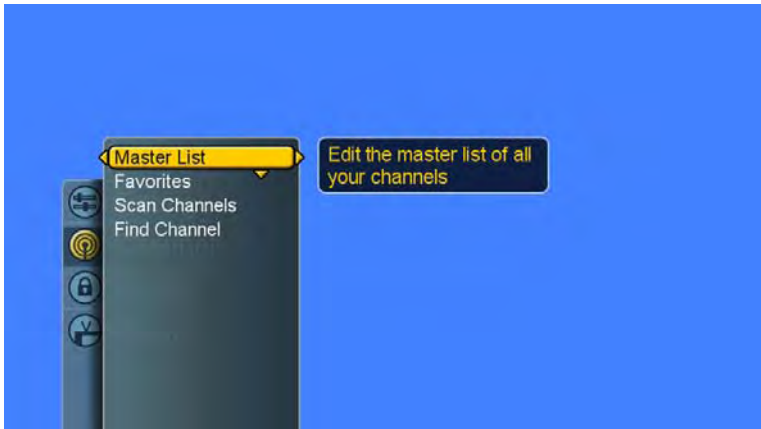 Master List
Favorites
Scan Channels
Find Channel
Edit the master list of all
your channels